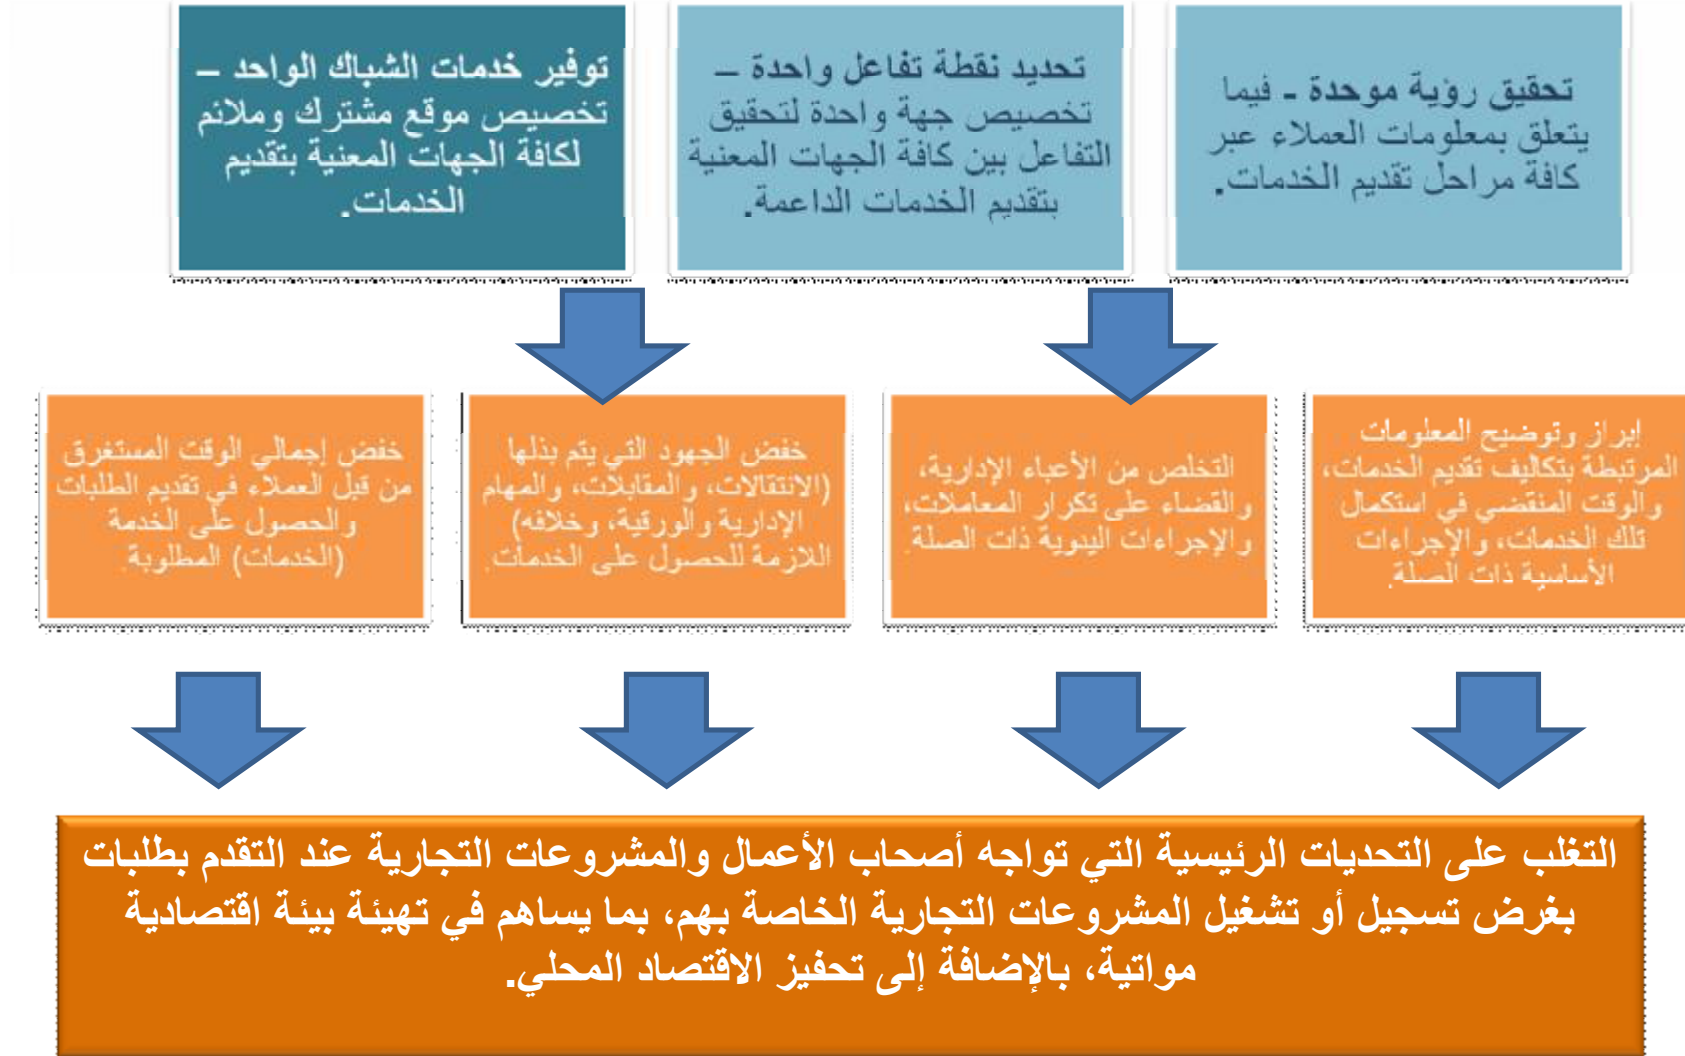 تحقيق رؤية موحدة - فيما
يتعلق بمعلومات العملاء عبر
كافة مراحل تقديم الخدمات.
تحديد نقطة تفاعل واحدة –
تخصيص جهة واحدة لتحقيق
التفاعل بين كافة الجهات المعنية
بتقديم الخدمات الداعمة.
توفير خدمات الشباك الواحد –
تخصيص موقع مشترك وملائم
لكافة الجهات المعنية بتقديم
الخدمات.
إبراز وتوضيح المعلومات
المرتبطة بتكاليف تقديم الخدمات،
والوقت المنقضي في استكمال
تلك الخدمات، والإجراءات
الأساسية ذات الصلة.
التخلص من الأعباء الإدارية،
والقضاء على تكرار المعاملات،
والإجراءات اليدوية ذات الصلة.
خفض الجهود التي يتم بذلها
(الانتقالات، والمقابلات، والمهام
الإدارية والورقية، وخلافه)
اللازمة للحصول على الخدمات.
خفض إجمالي الوقت المستغرق
من قبل العملاء في تقديم الطلبات
والحصول على الخدمة
(الخدمات) المطلوبة.
التغلب على التحديات الرئيسية التي تواجه أصحاب الأعمال والمشروعات التجارية عند التقدم بطلبات
بغرض تسجيل أو تشغيل المشروعات التجارية الخاصة بهم، بما يساهم في تهيئة بيئة اقتصادية
مواتية، بالإضافة إلى تحفيز الاقتصاد المحلي.